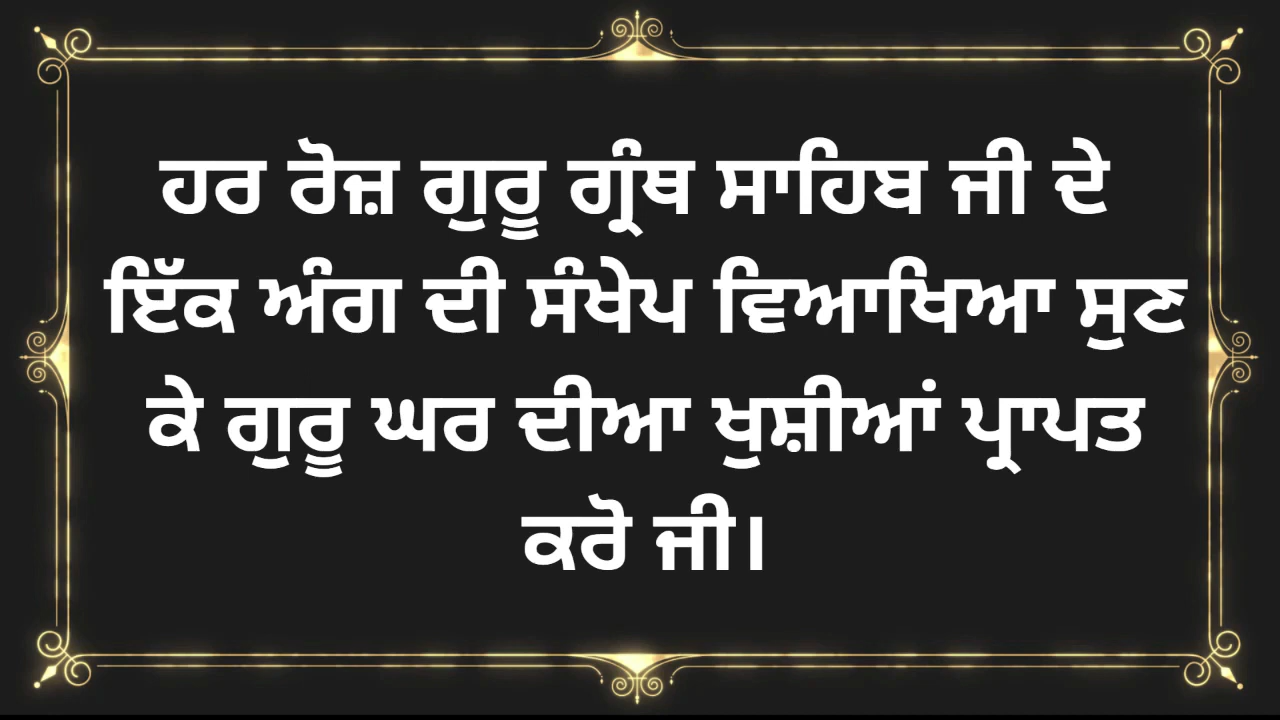 ਹਰ ਰੋਜ਼ ਗੁਰੂ ਗ੍ਰੰਥ ਸਾਹਿਬ ਜੀ ਦੇ
ਇੱਕ ਅੰਗ ਦੀ ਸੰਖੇਪ ਵਿਆਖਿਆ ਸੁਣ
ਕੇ ਗੁਰੂ ਘਰ ਦੀਆ ਖੁਸ਼ੀਆਂ ਪ੍ਰਾਪਤ
ਕਰੋ ਜੀ।